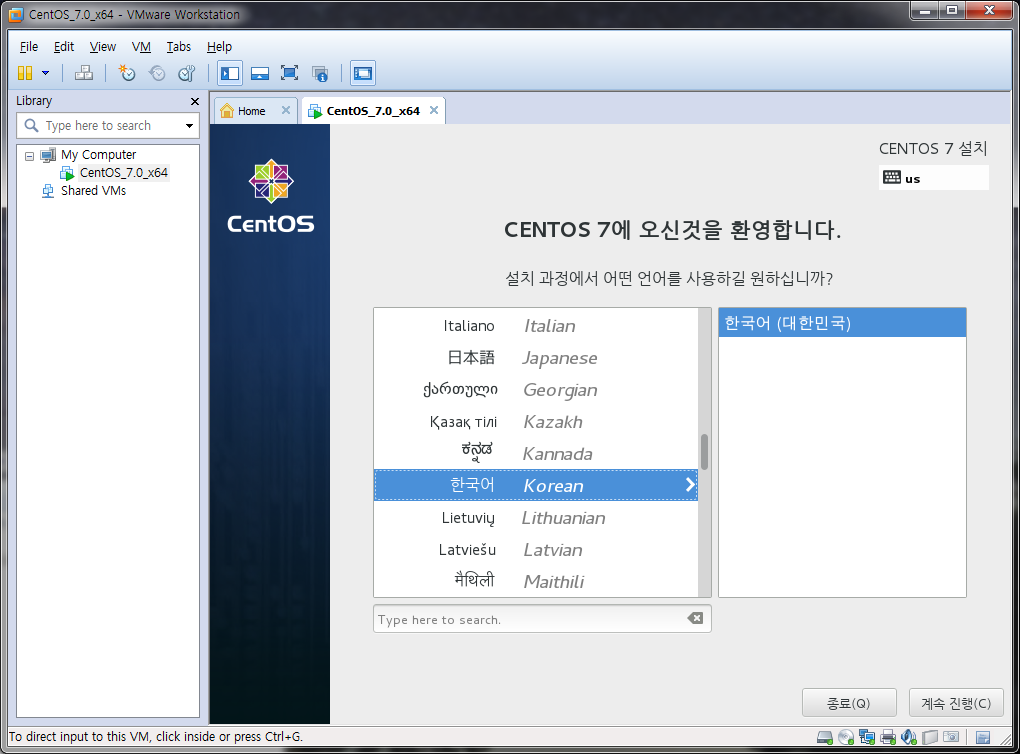 CentOS_7.0_x64 - VMware Workstation
File Edit View VM Tabs Help
Library
Type here to search
My Computer
CentOS_7.0_x64
Shared VMs
Home
CentOS_7.0_x64
CentOS
CENTOS 7 설치
us
CENTOS 7에 오신것을 환영합니다.
설치 과정에서 어떤 언어를 사용하길 원하십니까?
Italiano Italian
日本語 Japanese
ქართული Georgian
Қазақ тілі Kazakh
ಕನ್ನಡ Kannada
한국어 Korean
Lietuvių Lithuanian
Latviešu Latvian
मैथिली Maithili
한국어 (대한민국)
Type here to search.
종료(Q)
계속 진행(C)
To direct input to this VM, click inside or press Ctrl+G.